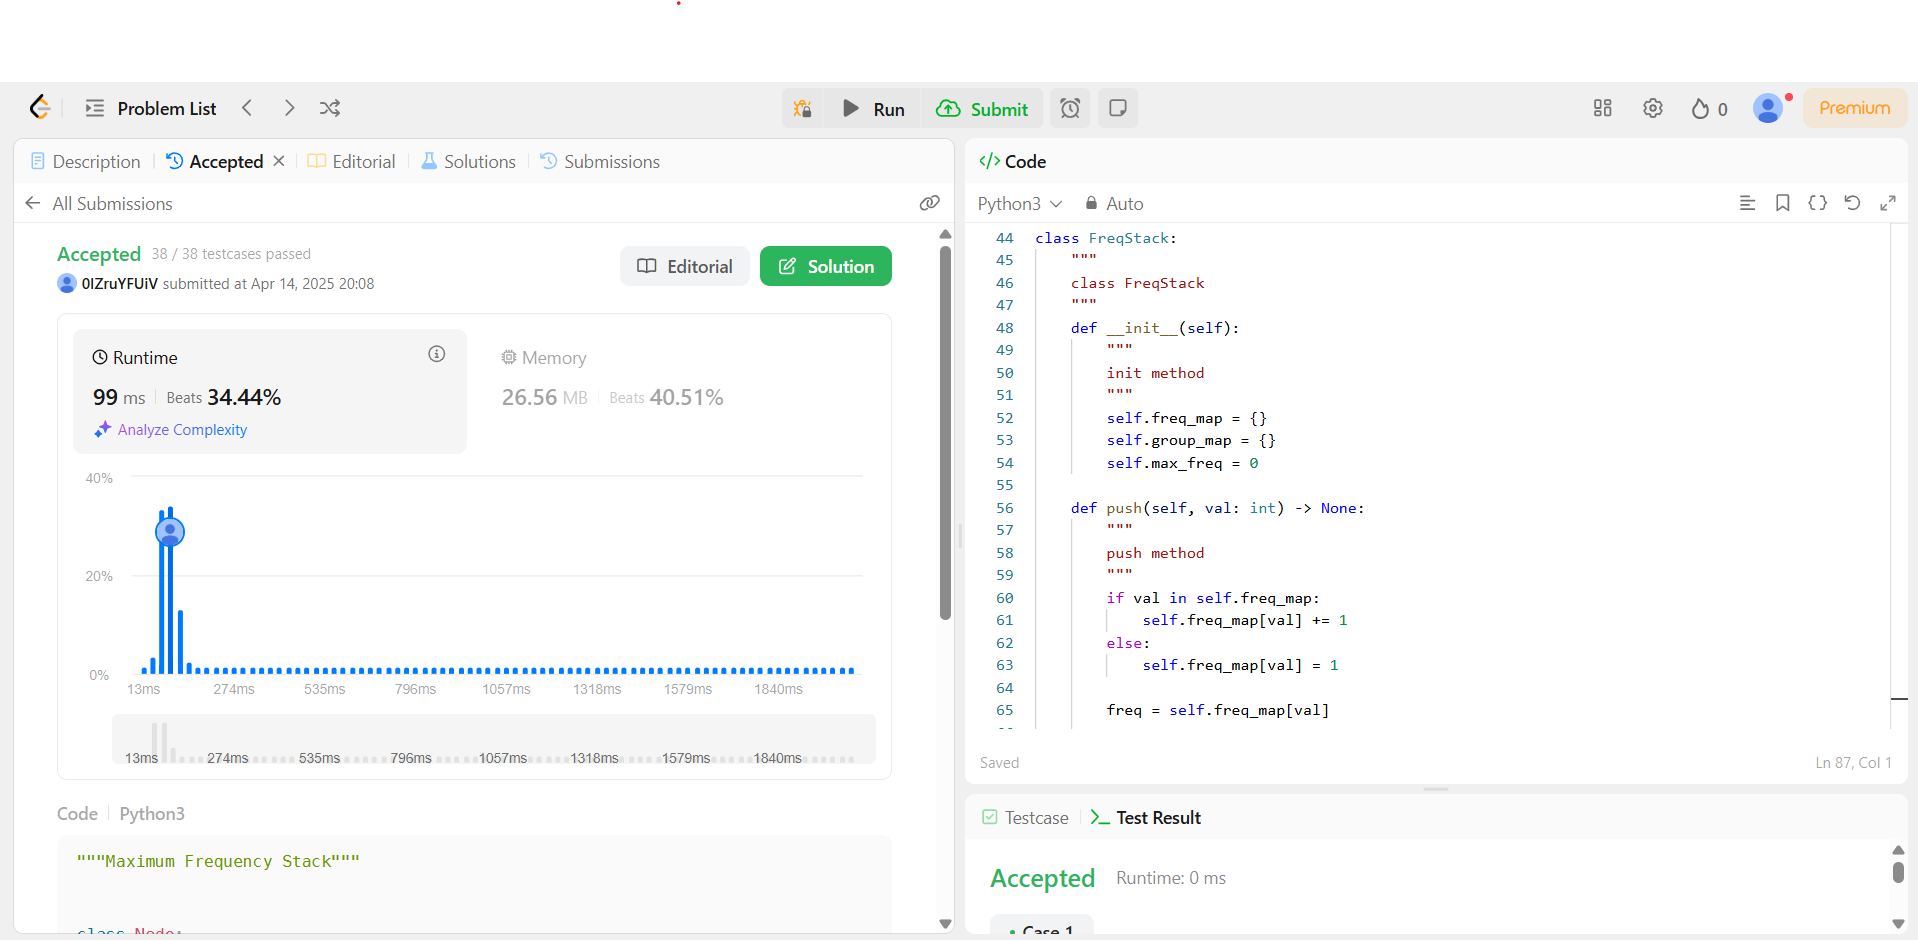 Problem List
Run
Submit
0
Premium
Description
Accepted
Editorial
Solutions
Submissions
All Submissions
Accepted 38 / 38 testcases passed
0IZruYFUiV submitted at Apr 14, 2025 20:08
Editorial
Solution
Runtime
99 ms Beats 34.44%
Analyze Complexity
Memory
26.56 MB Beats 40.51%
40%
20%
0%
13ms 274ms 535ms 796ms 1057ms 1318ms 1579ms 1840ms
13ms 274ms 535ms 796ms 1057ms 1318ms 1579ms 1840ms
Code Python3
"""Maximum Frequency Stack"""
class Node:
</> Code
Python3 Auto
44 class FreqStack:
45 """
46 class FreqStack
47 """
48 def __init__(self):
49 """
50 init method
51 """
52 self.freq_map = {}
53 self.group_map = {}
54 self.max_freq = 0
55
56 def push(self, val: int) -> None:
57 """
58 push method
59 """
60 if val in self.freq_map:
61 self.freq_map[val] += 1
62 else:
63 self.freq_map[val] = 1
64
65 freq = self.freq_map[val]
Saved
Ln 87, Col 1
Testcase
Test Result
Accepted Runtime: 0 ms
Case 1